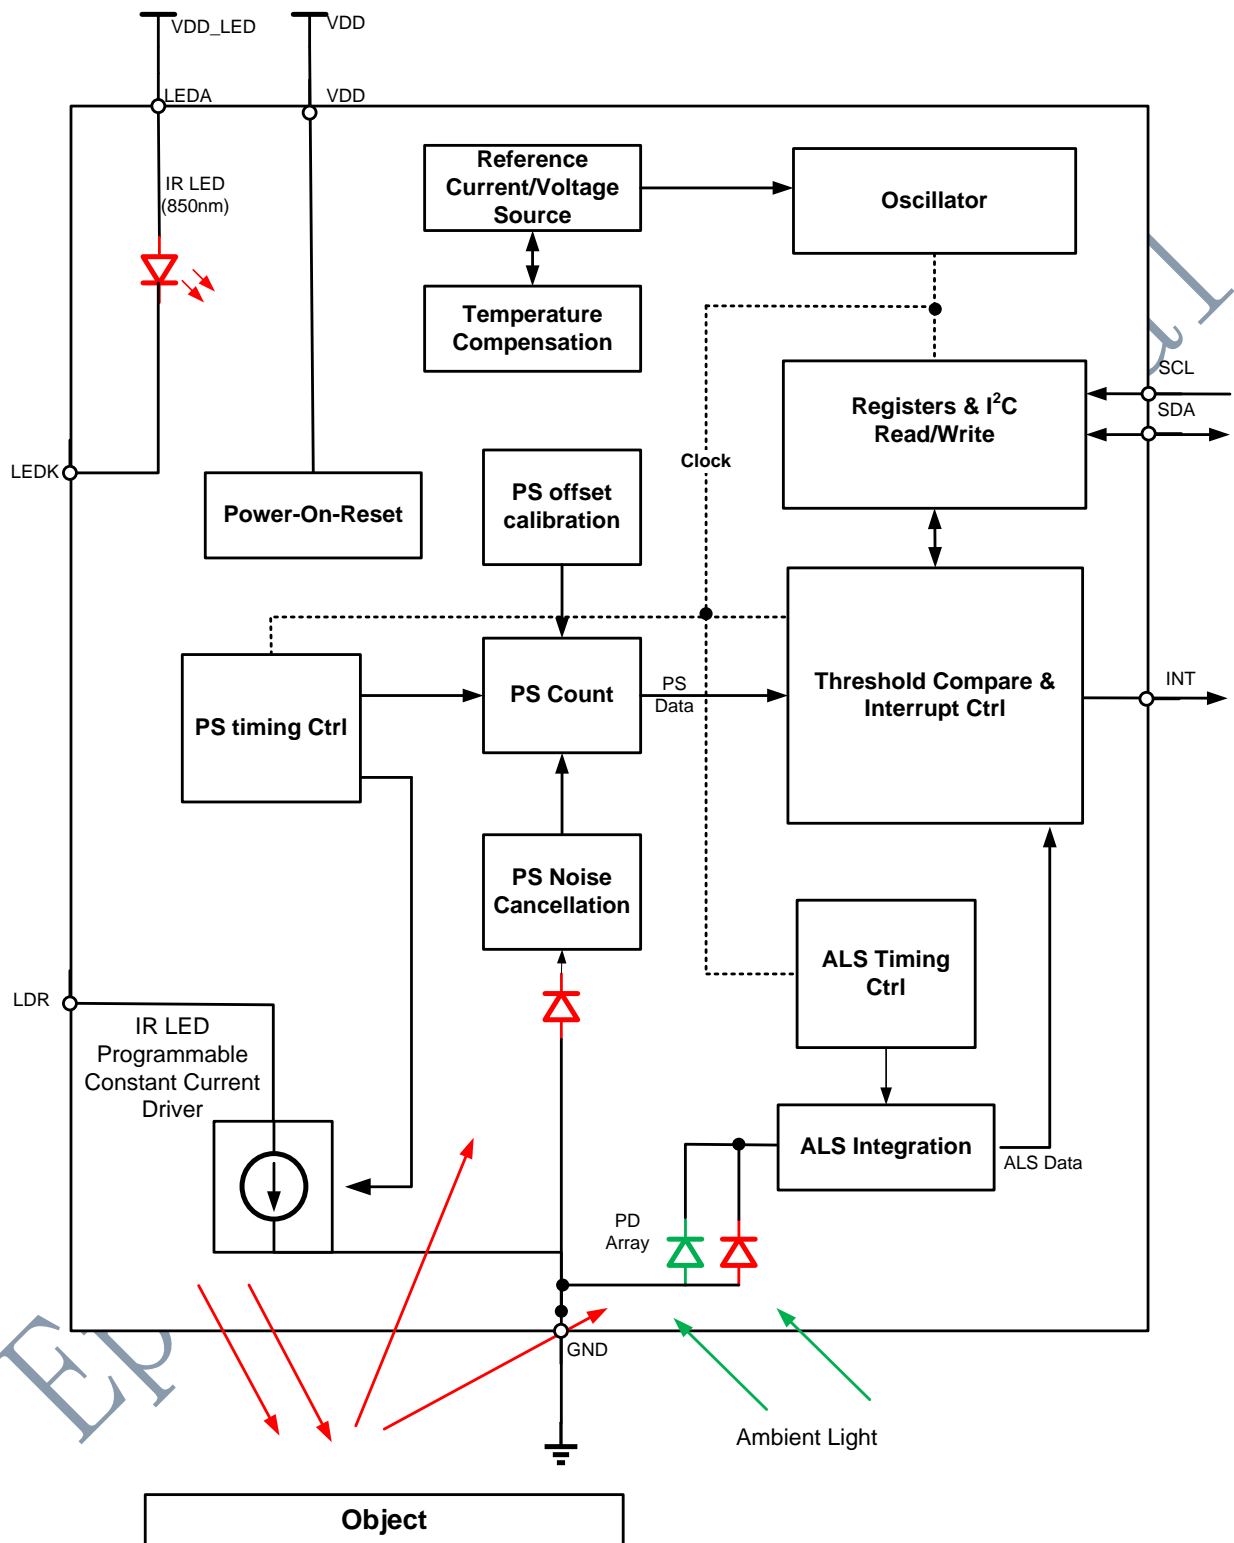 VDD_LED
VDD
LEDA
VDD
IR LED
(850nm)
Reference
Current/Voltage
Source
Oscillator
Temperature
Compensation
SCL
SDA
Registers & I²C
Read/Write
Clock
LEDK
Power-On-Reset
PS offset
calibration
PS timing Ctrl
PS Count
PS
Data
Threshold Compare &
Interrupt Ctrl
INT
PS Noise
Cancellation
ALS Timing
Ctrl
LDR
IR LED
Programmable
Constant Current
Driver
ALS Integration
ALS Data
PD
Array
GND
Ambient Light
Object
Ep